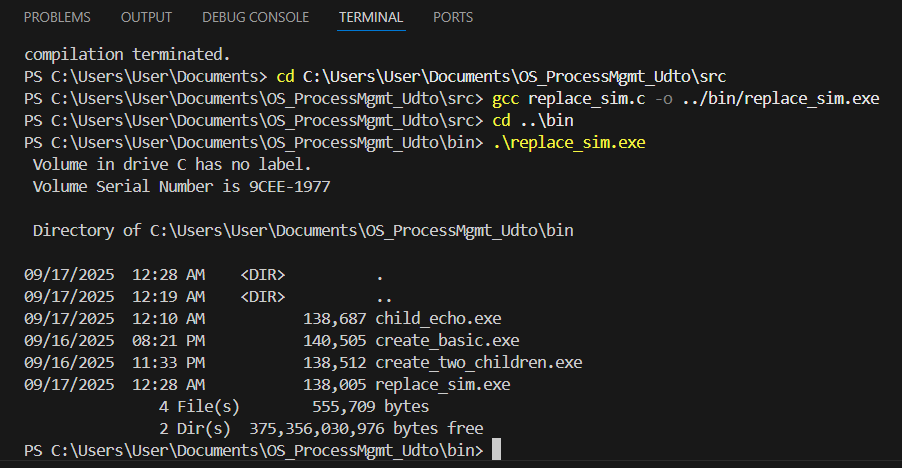 PROBLEMS OUTPUT DEBUG CONSOLE TERMINAL PORTS
compilation terminated.
PS C:\Users\User\Documents> cd C:\Users\User\Documents\OS_ProcessMgmt_Udto\src
PS C:\Users\User\Documents\OS_ProcessMgmt_Udto\src> gcc replace_sim.c -o ../bin/replace_sim.exe
PS C:\Users\User\Documents\OS_ProcessMgmt_Udto\src> cd ..\bin
PS C:\Users\User\Documents\OS_ProcessMgmt_Udto\bin> .\replace_sim.exe
 Volume in drive C has no label.
 Volume Serial Number is 9CEE-1977
 Directory of C:\Users\User\Documents\OS_ProcessMgmt_Udto\bin
09/17/2025  12:28 AM    <DIR>          .
09/17/2025  12:19 AM    <DIR>          ..
09/17/2025  12:10 AM           138,687 child_echo.exe
09/16/2025  08:21 PM           140,505 create_basic.exe
09/16/2025  11:33 PM           138,512 create_two_children.exe
09/17/2025  12:28 AM           138,005 replace_sim.exe
               4 File(s)        555,709 bytes
               2 Dir(s)  375,356,030,976 bytes free
PS C:\Users\User\Documents\OS_ProcessMgmt_Udto\bin>